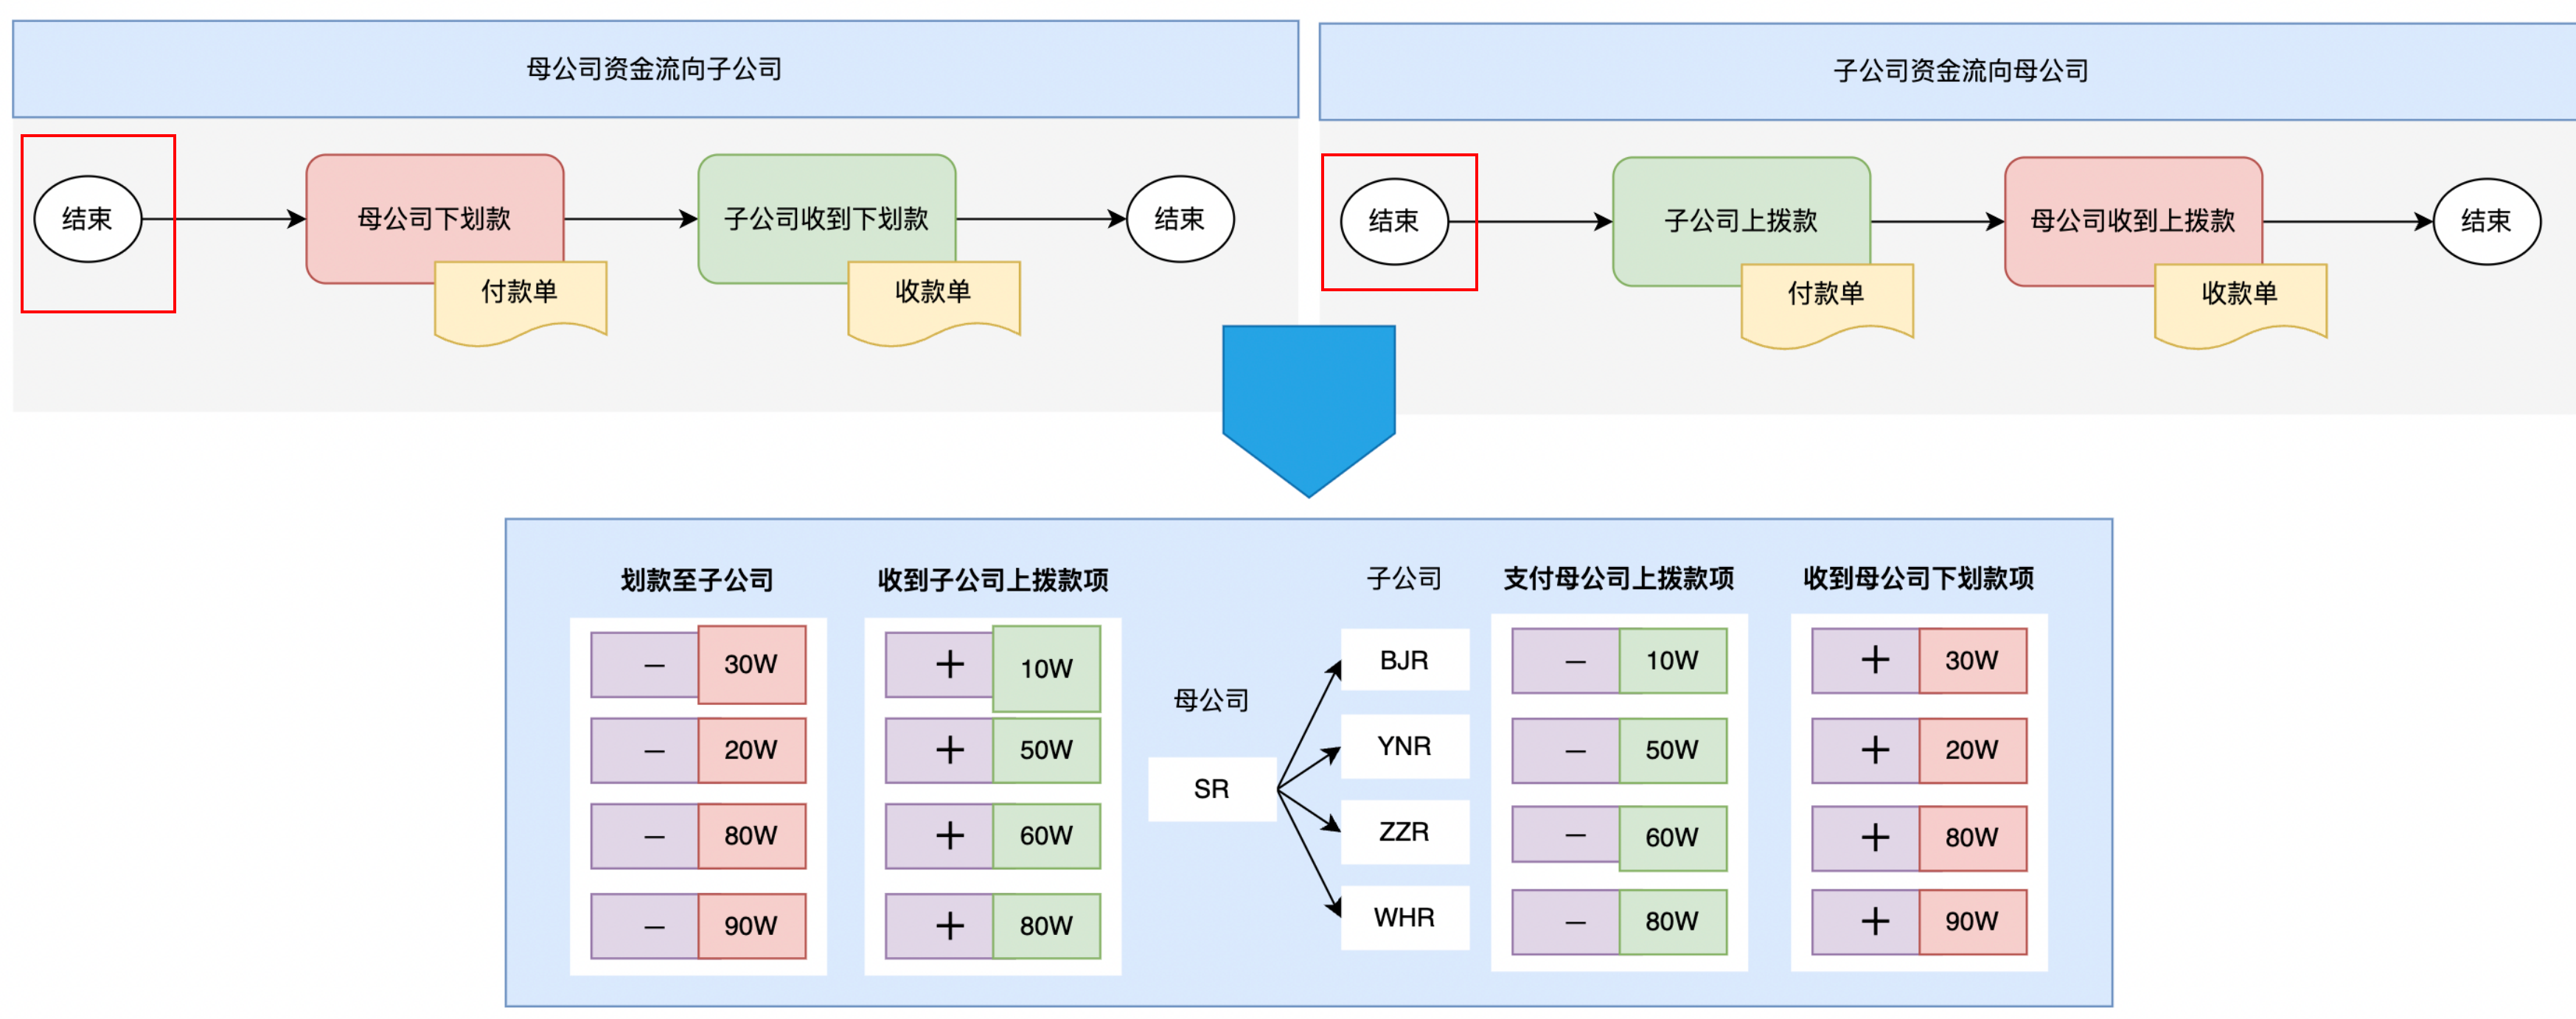 母公司资金流向子公司
结束
母公司下划款
付款单
子公司收到下划款
收款单
结束
子公司资金流向母公司
结束
子公司上拨款
付款单
母公司收到上拨款
收款单
结束
划款至子公司
－ 30W
－ 20W
－ 80W
－ 90W
收到子公司上拨款项
＋ 10W
＋ 50W
＋ 60W
＋ 80W
母公司
SR
子公司
BJR
YNR
ZZR
WHR
支付母公司上拨款项
－ 10W
－ 50W
－ 60W
－ 80W
收到母公司下划款项
＋ 30W
＋ 20W
＋ 80W
＋ 90W